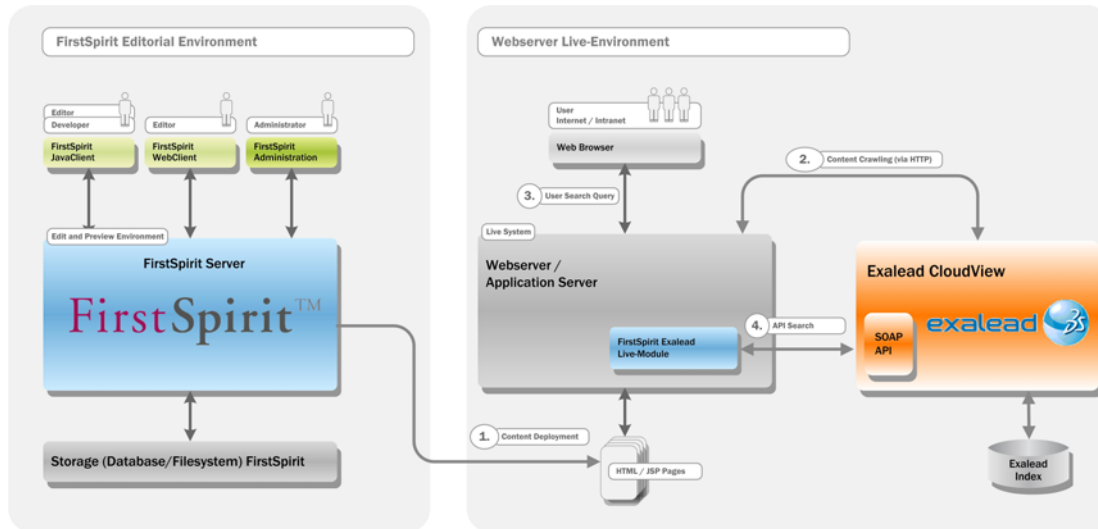 FirstSpirit Editorial Environment
Editor
Developer
FirstSpirit
JavaClient
Editor
FirstSpirit
WebClient
Administrator
FirstSpirit
Administration
Edit and Preview Environment
FirstSpirit Server
FirstSpirit™
Storage (Database/Filesystem) FirstSpirit
Webserver Live-Environment
User
Internet / Intranet
Web Browser
2. Content Crawling (via HTTP)
3. User Search Query
Live System
Webserver /
Application Server
FirstSpirit Exalead
Live-Module
4. API Search
Exalead CloudView
exalead
SOAP
API
1. Content Deployment
HTML / JSP Pages
Exalead
Index